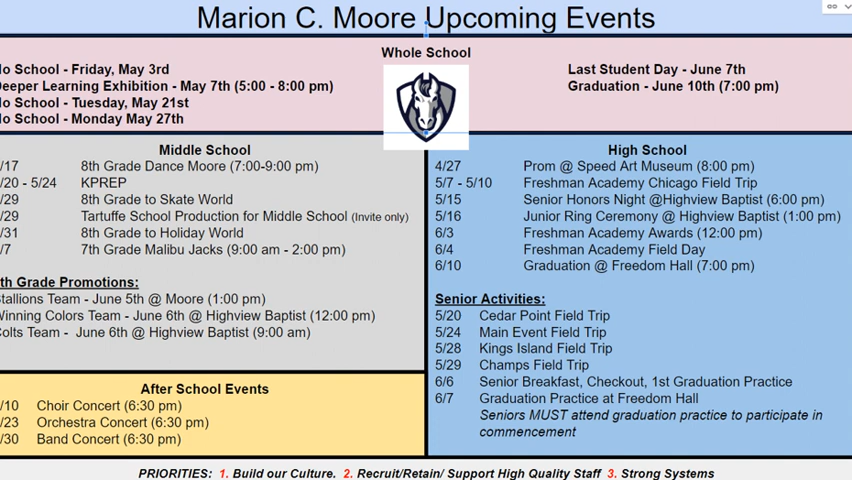 Marion C. Moore Upcoming Events
Whole School
o School - Friday, May 3rd
eeper Learning Exhibition - May 7th (5:00 - 8:00 pm)
o School - Tuesday, May 21st
o School - Monday May 27th
Last Student Day - June 7th
Graduation - June 10th (7:00 pm)
Middle School
/17 8th Grade Dance Moore (7:00-9:00 pm)
/20 - 5/24 KPREP
/29 8th Grade to Skate World
/29 Tartuffe School Production for Middle School (Invite only)
/31 8th Grade to Holiday World
/7 7th Grade Malibu Jacks (9:00 am - 2:00 pm)
th Grade Promotions:
tallions Team - June 5th @ Moore (1:00 pm)
Winning Colors Team - June 6th @ Highview Baptist (12:00 pm)
olts Team - June 6th @ Highview Baptist (9:00 am)
After School Events
/10 Choir Concert (6:30 pm)
/23 Orchestra Concert (6:30 pm)
/30 Band Concert (6:30 pm)
High School
4/27 Prom @ Speed Art Museum (8:00 pm)
5/7 - 5/10 Freshman Academy Chicago Field Trip
5/15 Senior Honors Night @Highview Baptist (6:00 pm)
5/16 Junior Ring Ceremony @ Highview Baptist (1:00 pm)
6/3 Freshman Academy Awards (12:00 pm)
6/4 Freshman Academy Field Day
6/10 Graduation @ Freedom Hall (7:00 pm)
Senior Activities:
5/20 Cedar Point Field Trip
5/24 Main Event Field Trip
5/28 Kings Island Field Trip
5/29 Champs Field Trip
6/6 Senior Breakfast, Checkout, 1st Graduation Practice
6/7 Graduation Practice at Freedom Hall
Seniors MUST attend graduation practice to participate in
commencement
PRIORITIES: 1. Build our Culture. 2. Recruit/Retain/ Support High Quality Staff 3. Strong Systems